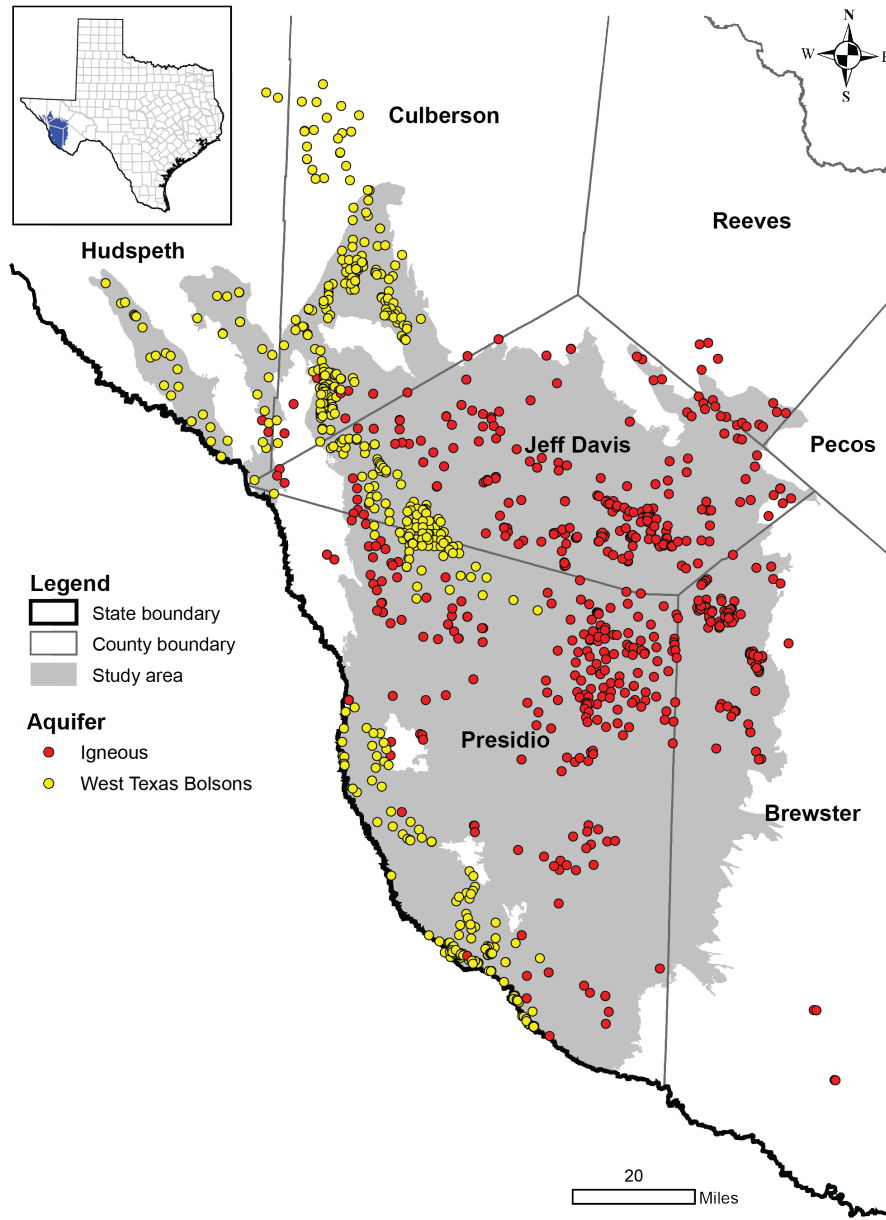 N
W
E
S
Culberson
Reeves
Hudspeth
Jeff Davis
Pecos
Legend
State boundary
County boundary
Study area
Aquifer
Igneous
West Texas Bolsons
Presidio
Brewster
20
Miles